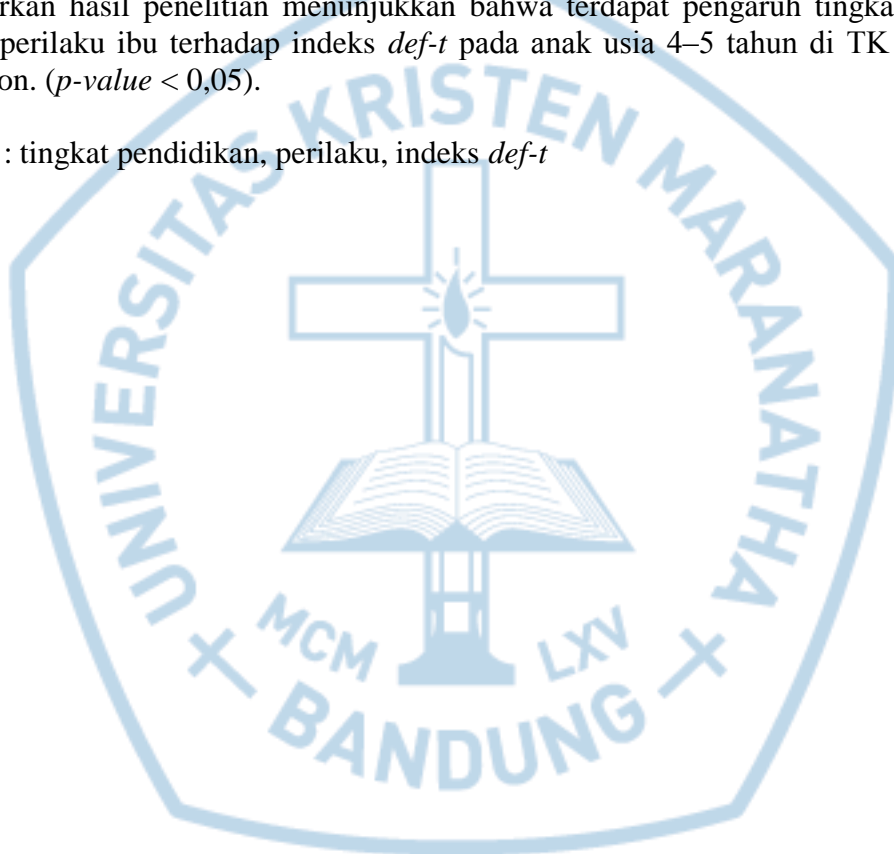 rkan hasil penelitian menunjukkan bahwa terdapat pengaruh tingka
perilaku ibu terhadap indeks def-t pada anak usia 4–5 tahun di TK
on. (p-value < 0,05).
: tingkat pendidikan, perilaku, indeks def-t
UNIVERSITAS KRISTEN MARANATHA
MCM LXV
BANDUNG